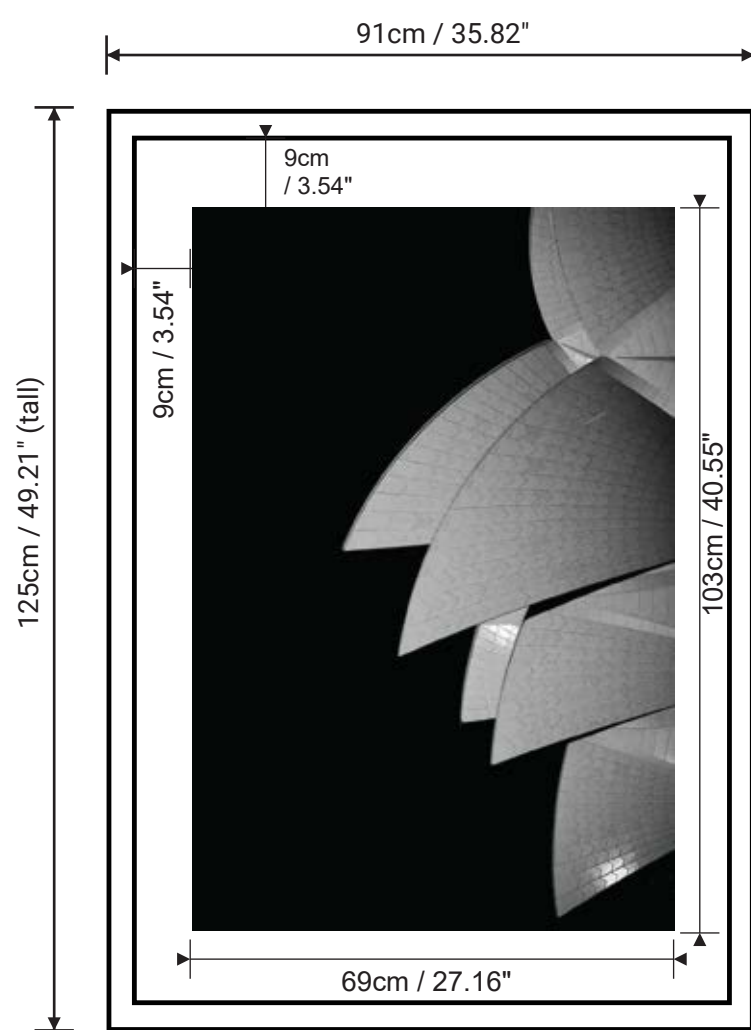 91cm / 35.82"
9cm
/ 3.54"
9cm / 3.54"
125cm / 49.21" (tall)
103cm / 40.55"
69cm / 27.16"